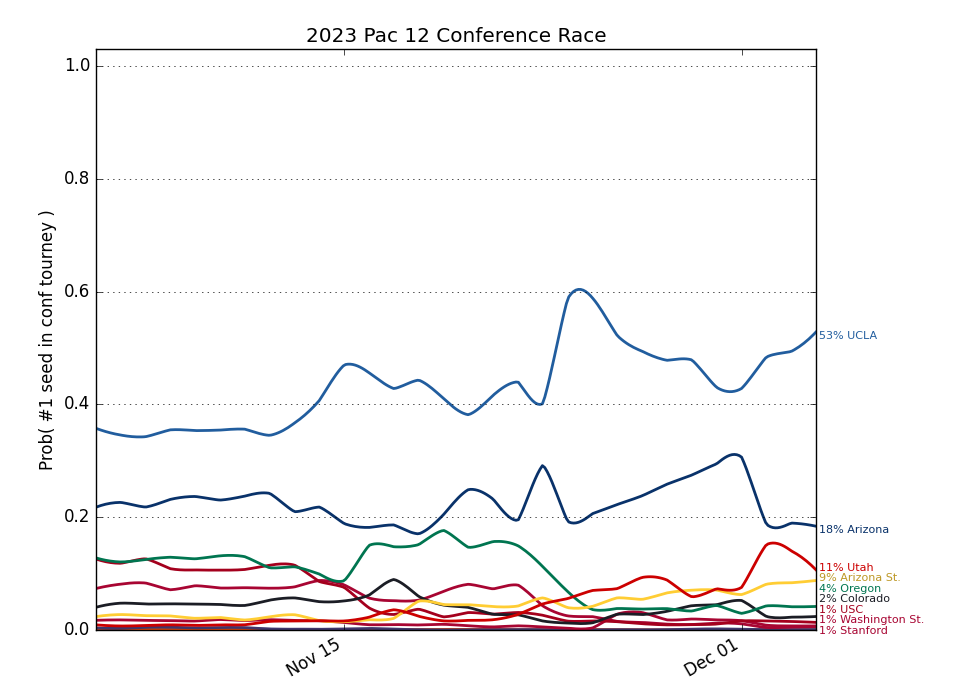 2023 Pac 12 Conference Race
Prob( #1 seed in conf tourney )
1.0
0.8
0.6
0.4
0.2
0.0
Nov 15
Dec 01
53% UCLA
18% Arizona
11% Utah
9% Arizona St.
4% Oregon
2% Colorado
1% USC
1% Washington St.
1% Stanford